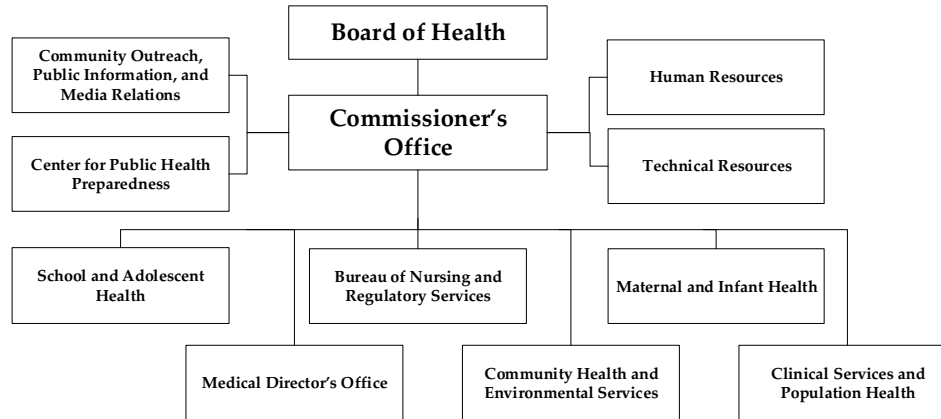 Board of Health
Community Outreach,
Public Information, and
Media Relations
Human Resources
Commissioner's
Office
Center for Public Health
Preparedness
Technical Resources
School and Adolescent
Health
Bureau of Nursing and
Regulatory Services
Maternal and Infant Health
Medical Director's Office
Community Health and
Environmental Services
Clinical Services and
Population Health